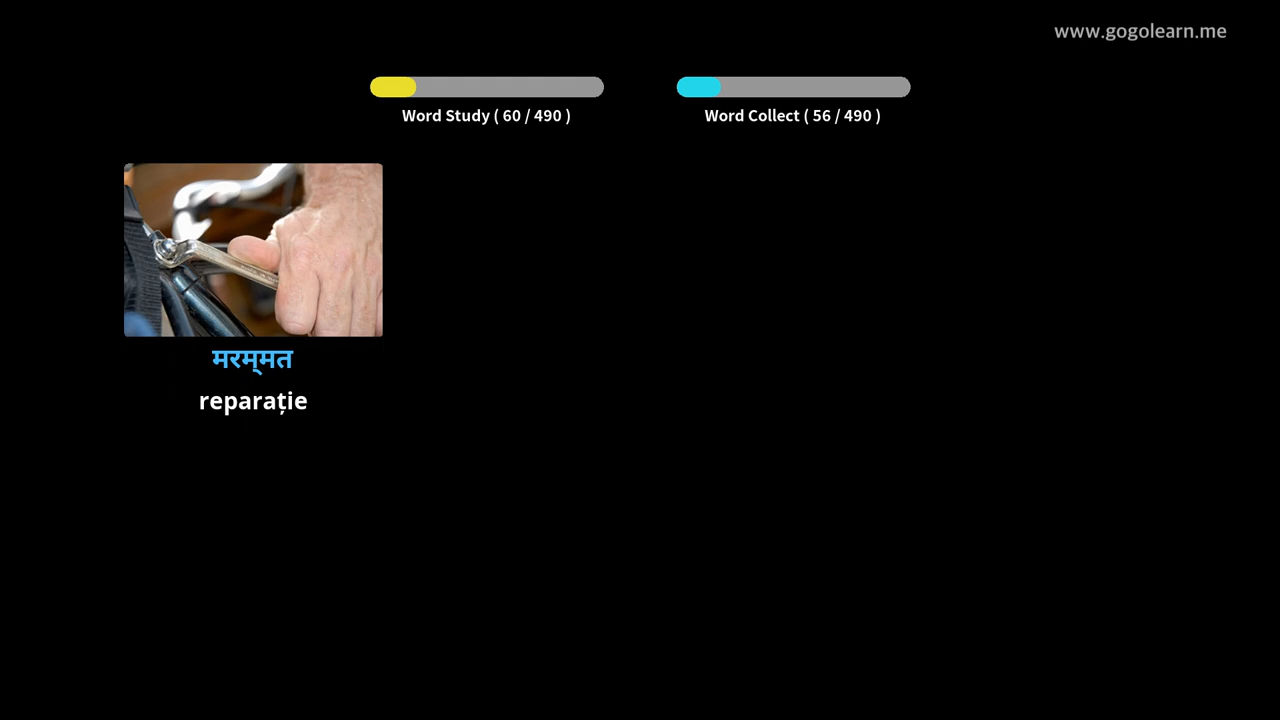 www.gogolearn.me
Word Study ( 60 / 490 )
Word Collect ( 56 / 490 )
मरम्मत
reparație